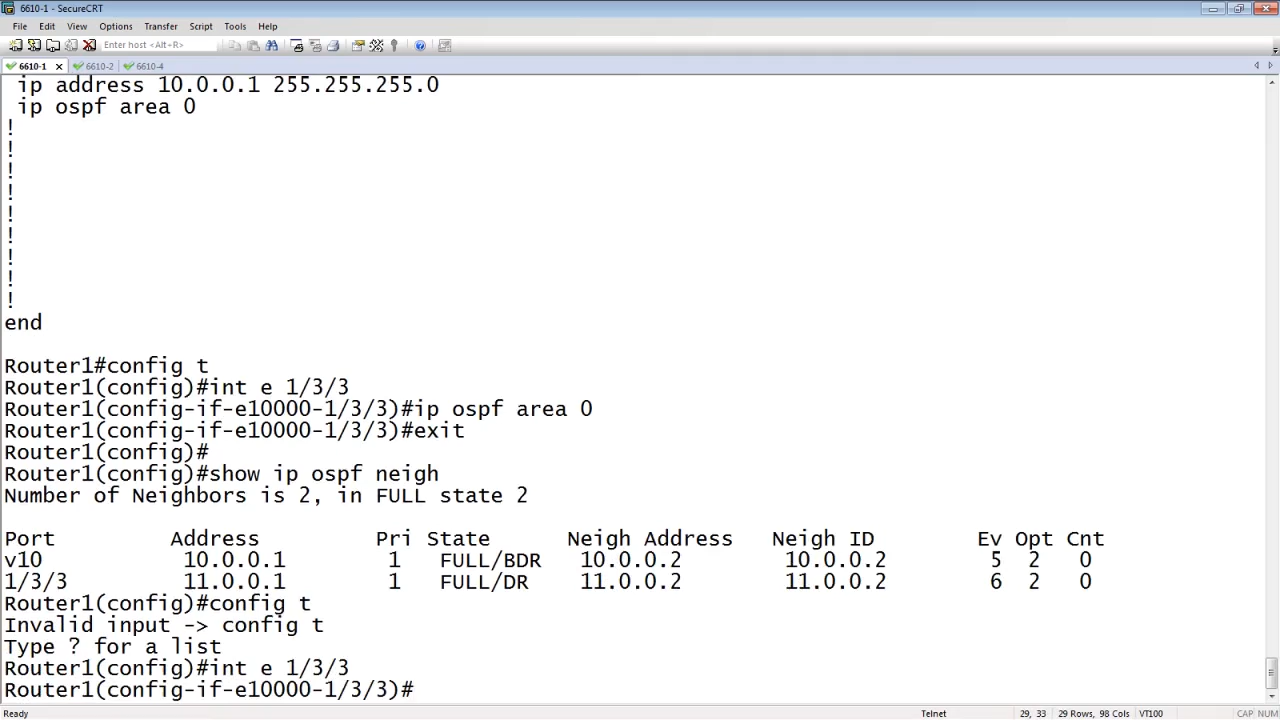 6610-1 - SecureCRT
File Edit View Options Transfer Script Tools Help
Enter host <Alt+R>
6610-1 x 6610-2 6610-4
ip address 10.0.0.1 255.255.255.0
ip ospf area 0
!
!
!
!
!
!
!
!
!
end
Router1#config t
Router1(config)#int e 1/3/3
Router1(config-if-e10000-1/3/3)#ip ospf area 0
Router1(config-if-e10000-1/3/3)#exit
Router1(config)#
Router1(config)#show ip ospf neigh
Number of Neighbors is 2, in FULL state 2
Port Address Pri State Neigh Address Neigh ID Ev Opt Cnt
v10 10.0.0.1 1 FULL/BDR 10.0.0.2 10.0.0.2 5 2 0
1/3/3 11.0.0.1 1 FULL/DR 11.0.0.2 11.0.0.2 6 2 0
Router1(config)#config t
Invalid input -> config t
Type ? for a list
Router1(config)#int e 1/3/3
Router1(config-if-e10000-1/3/3)#
Ready Telnet 29, 33 29 Rows, 98 Cols VT100 CAP NUM